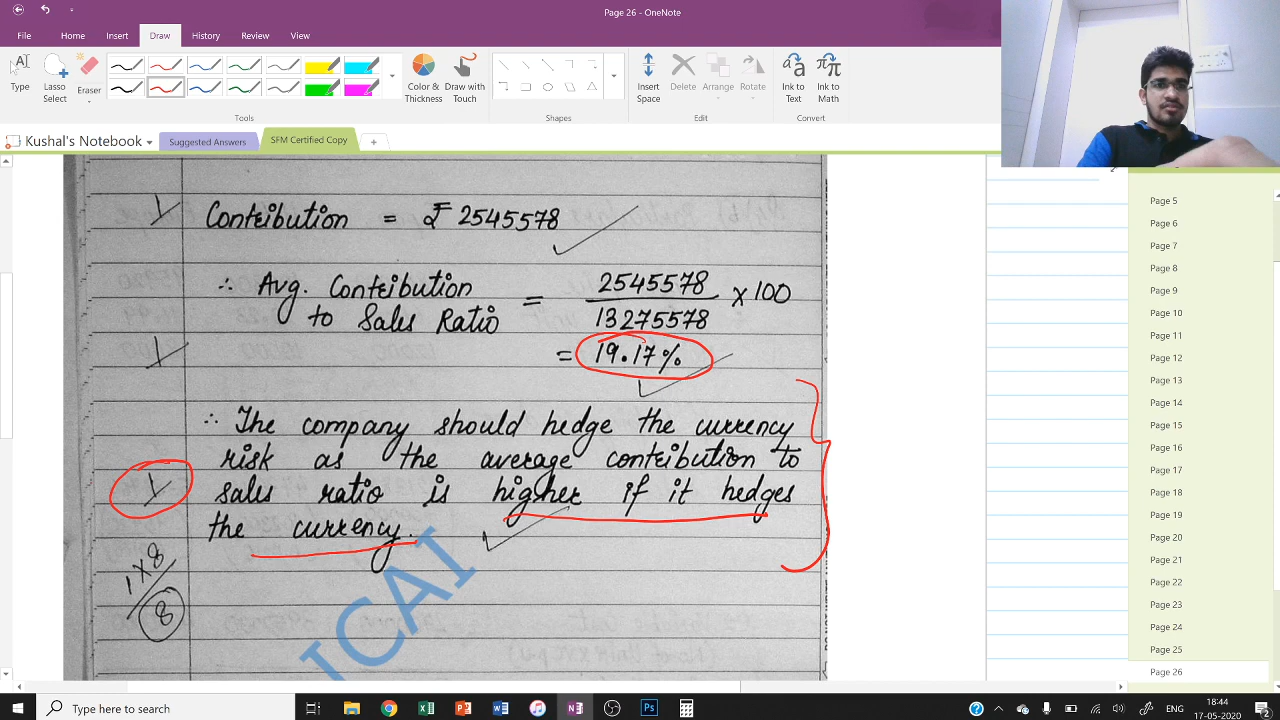 Page 26 - OneNote
File Home Insert Draw History Review View
Type
Lasso Select
Eraser
Color & Thickness
Draw with Touch
Insert Space
Delete
Arrange
Rotate
Ink to Text
Ink to Math
Tools Shapes Edit Convert
Kushal's Notebook
Suggested Answers
SFM Certified Copy
Contribution = ₹ 2545578
∴ Avg. Contribution = 2545578 × 100
to Sales Ratio 13275578
= 19.17%
∴ The company should hedge the currency
risk as the average contribution to
sales ratio is higher if it hedges
the currency.
1×8
8
ICAI
Page 5
Page 6
Page 7
Page 8
Page 9
Page 10
Page 11
Page 12
Page 13
Page 14
Page 15
Page 16
Page 17
Page 18
Page 19
Page 20
Page 21
Page 22
Page 23
Page 24
Page 25
Page 26
Type here to search
18:44
17-05-2020